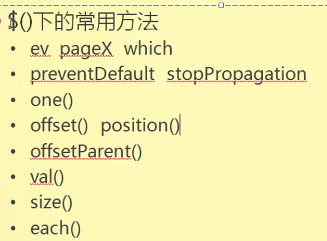 $()下的常用方法
• ev pageX which
• preventDefault stopPropagation
• one()
• offset() position()
• offsetParent()
• val()
• size()
• each()